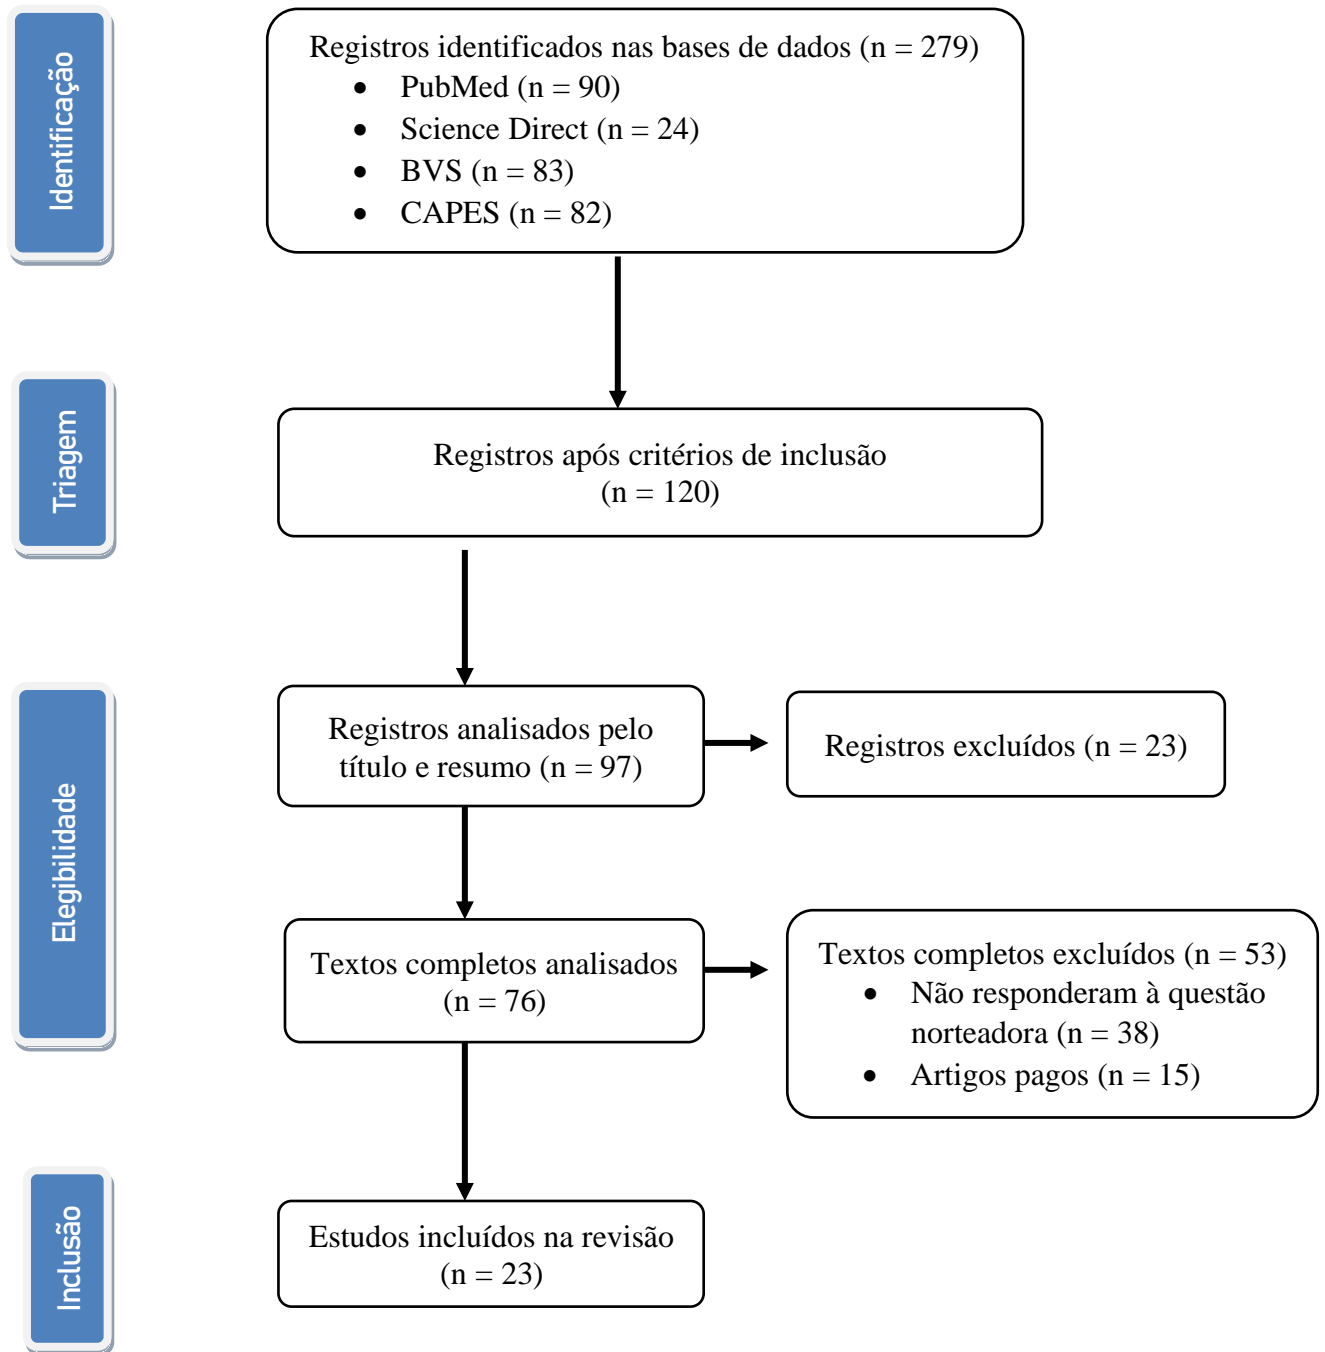 Identificação
Registros identificados nas bases de dados (n = 279)
• PubMed (n = 90)
• Science Direct (n = 24)
• BVS (n = 83)
• CAPES (n = 82)
Triagem
Registros após critérios de inclusão
(n = 120)
Elegibilidade
Registros analisados pelo
título e resumo (n = 97)
Registros excluídos (n = 23)
Textos completos analisados
(n = 76)
Textos completos excluídos (n = 53)
• Não responderam à questão
norteadora (n = 38)
• Artigos pagos (n = 15)
Inclusão
Estudos incluídos na revisão
(n = 23)